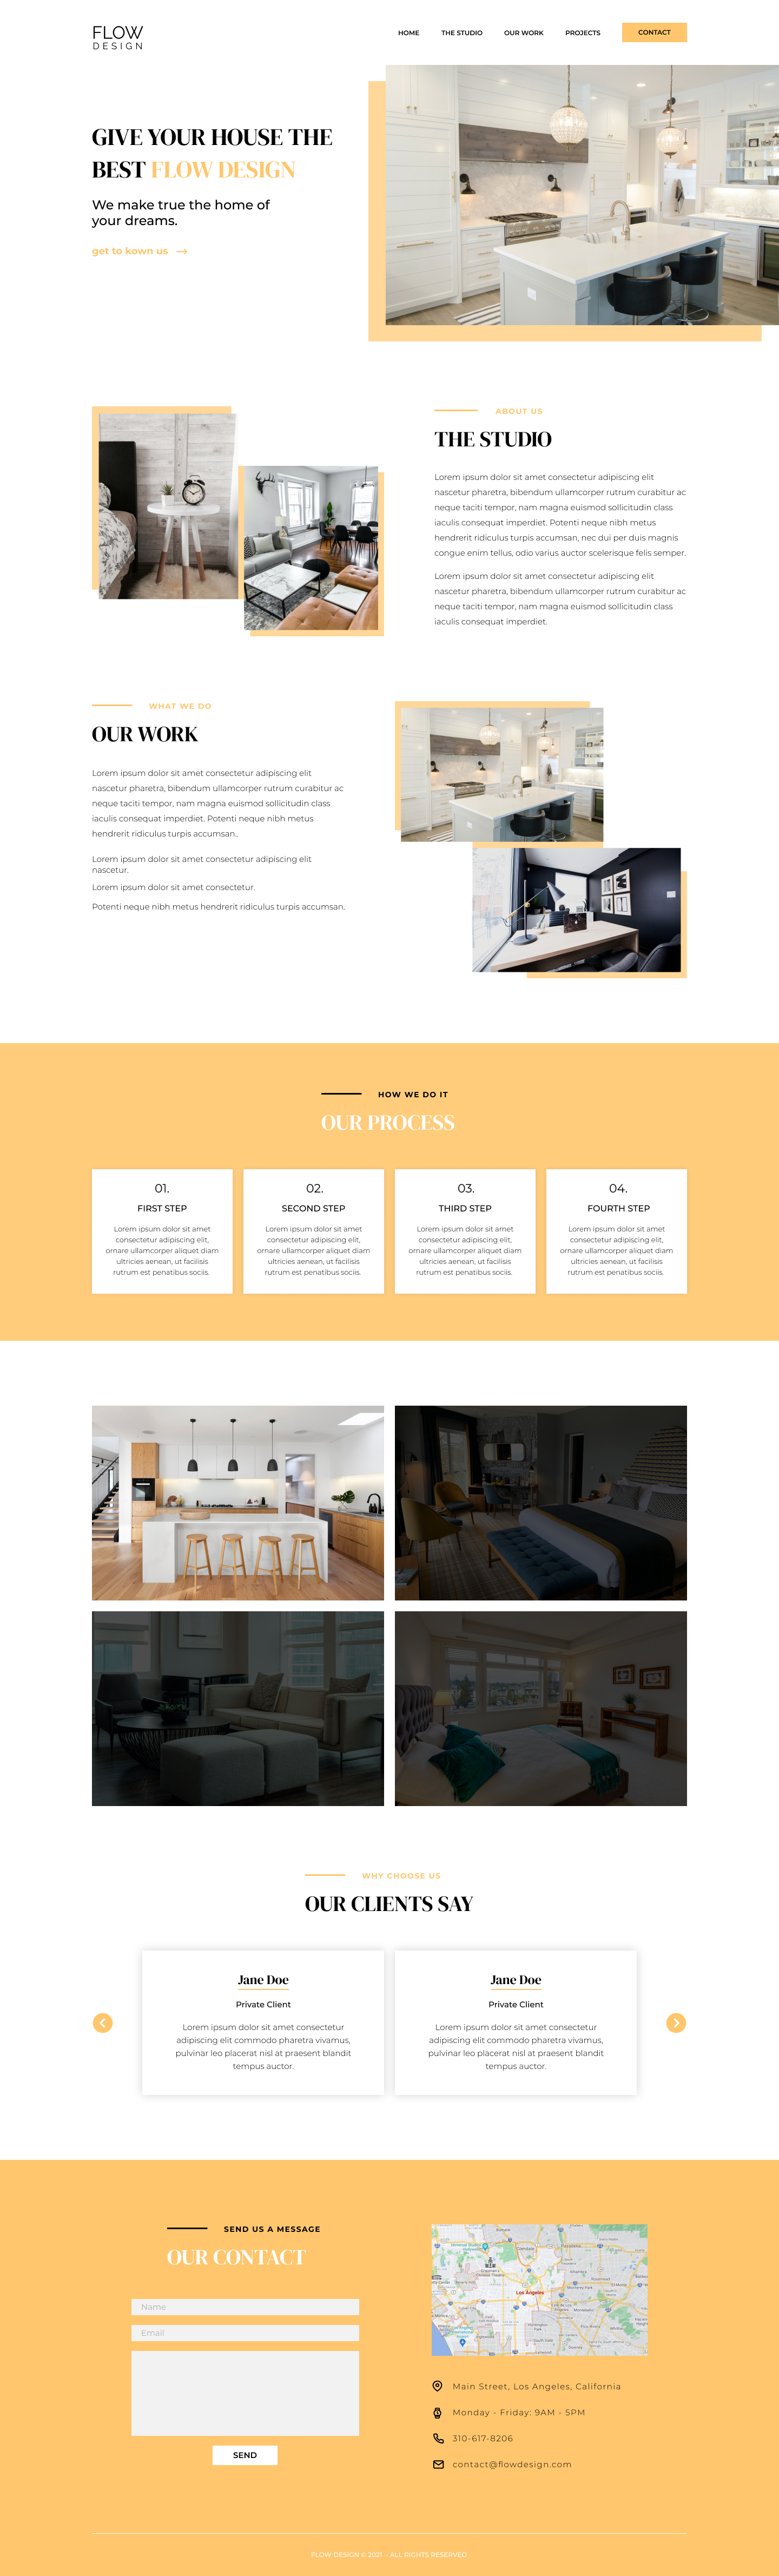 FLOW
DESIGN
HOME
THE STUDIO
OUR WORK
PROJECTS
CONTACT
GIVE YOUR HOUSE THE
BEST FLOW DESIGN
We make true the home of
your dreams.
get to kown us
ABOUT US
THE STUDIO
Lorem ipsum dolor sit amet consectetur adipiscing elit
nascetur pharetra, bibendum ullamcorper rutrum curabitur ac
neque taciti tempor, nam magna euismod sollicitudin class
iaculis consequat imperdiet. Potenti neque nibh metus
hendrerit ridiculus turpis accumsan, nec dui per duis magnis
congue enim tellus, odio varius auctor scelerisque felis semper.
Lorem ipsum dolor sit amet consectetur adipiscing elit
nascetur pharetra, bibendum ullamcorper rutrum curabitur ac
neque taciti tempor, nam magna euismod sollicitudin class
iaculis consequat imperdiet.
WHAT WE DO
OUR WORK
Lorem ipsum dolor sit amet consectetur adipiscing elit
nascetur pharetra, bibendum ullamcorper rutrum curabitur ac
neque taciti tempor, nam magna euismod sollicitudin class
iaculis consequat imperdiet. Potenti neque nibh metus
hendrerit ridiculus turpis accumsan..
Lorem ipsum dolor sit amet consectetur adipiscing elit
nascetur.
Lorem ipsum dolor sit amet consectetur.
Potenti neque nibh metus hendrerit ridiculus turpis accumsan.
HOW WE DO IT
OUR PROCESS
01.
FIRST STEP
Lorem ipsum dolor sit amet
consectetur adipiscing elit,
ornare ullamcorper aliquet diam
ultricies aenean, ut facilisis
rutrum est penatibus sociis.
02.
SECOND STEP
Lorem ipsum dolor sit amet
consectetur adipiscing elit,
ornare ullamcorper aliquet diam
ultricies aenean, ut facilisis
rutrum est penatibus sociis.
03.
THIRD STEP
Lorem ipsum dolor sit amet
consectetur adipiscing elit,
ornare ullamcorper aliquet diam
ultricies aenean, ut facilisis
rutrum est penatibus sociis.
04.
FOURTH STEP
Lorem ipsum dolor sit amet
consectetur adipiscing elit,
ornare ullamcorper aliquet diam
ultricies aenean, ut facilisis
rutrum est penatibus sociis.
WHY CHOOSE US
OUR CLIENTS SAY
Jane Doe
Private Client
Lorem ipsum dolor sit amet consectetur
adipiscing elit commodo pharetra vivamus,
pulvinar leo placerat nisl at praesent blandit
tempus auctor.
Jane Doe
Private Client
Lorem ipsum dolor sit amet consectetur
adipiscing elit commodo pharetra vivamus,
pulvinar leo placerat nisl at praesent blandit
tempus auctor.
SEND US A MESSAGE
OUR CONTACT
Name
Email
SEND
Los Angeles
Main Street, Los Angeles, California
Monday - Friday: 9AM - 5PM
310-617-8206
contact@flowdesign.com
FLOW DESIGN © 2021 - ALL RIGHTS RESERVED